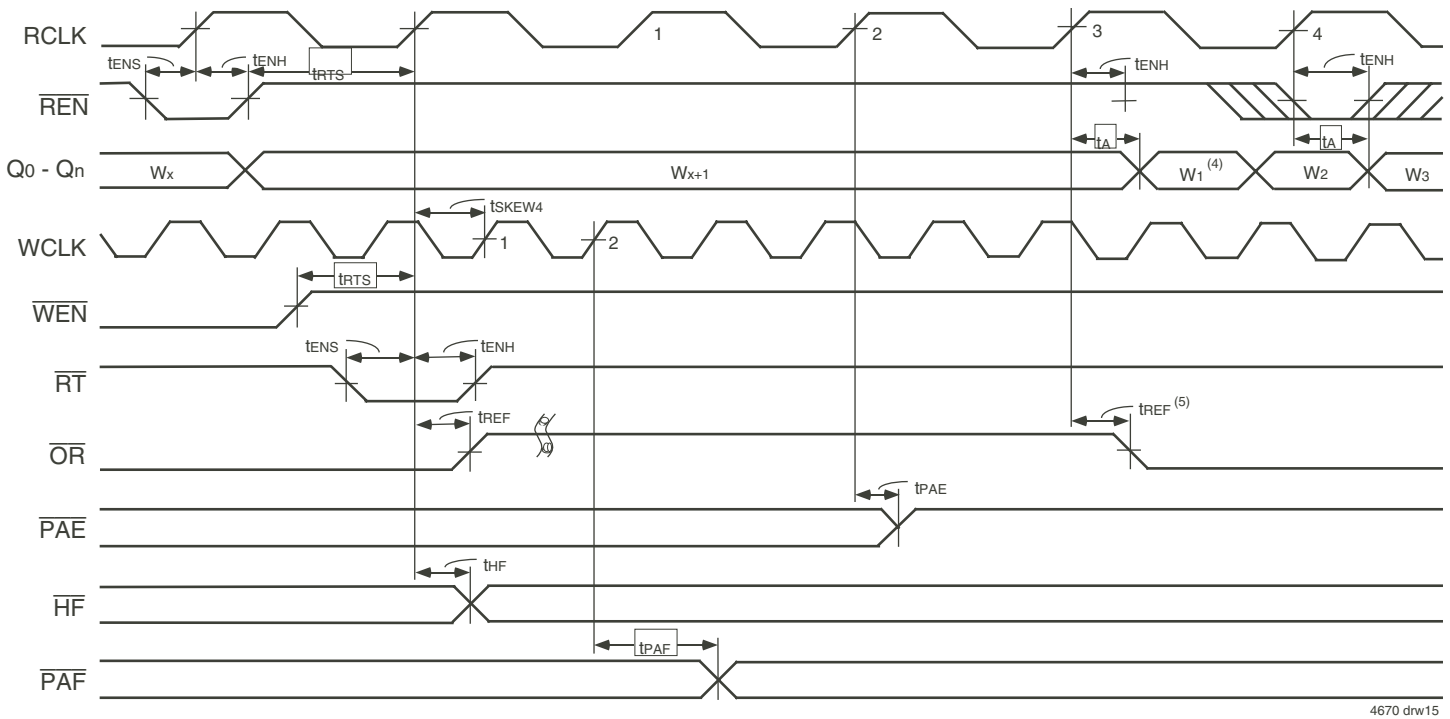 RCLK 1 2 3 4
tENS tENH tRTS tENH tENH
REN
tA tA
Q0 - Qn Wx Wx+1 W1 (4) W2 W3
tSKEW4
WCLK 1 2
tRTS
WEN
tENS tENH
RT
tREF tREF (5)
OR
tPAE
PAE
tHF
HF
tPAF
PAF
4670 drw15